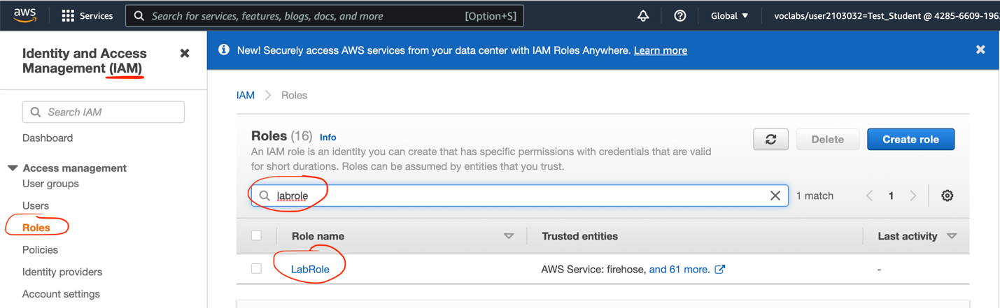 aws
Services
Search for services, features, blogs, docs, and more
[Option+S]
Global
voclabs/user2103032=Test_Student @ 4285-6609-196
Identity and Access
Management (IAM)
Search IAM
Dashboard
Access management
User groups
Users
Roles
Policies
Identity providers
Account settings
New! Securely access AWS services from your data center with IAM Roles Anywhere. Learn more
IAM > Roles
Roles (16) Info
An IAM role is an identity you can create that has specific permissions with credentials that are valid
for short durations. Roles can be assumed by entities that you trust.
Delete
Create role
labrole
1 match
1
Role name
Trusted entities
Last activity
LabRole
AWS Service: firehose, and 61 more.
-